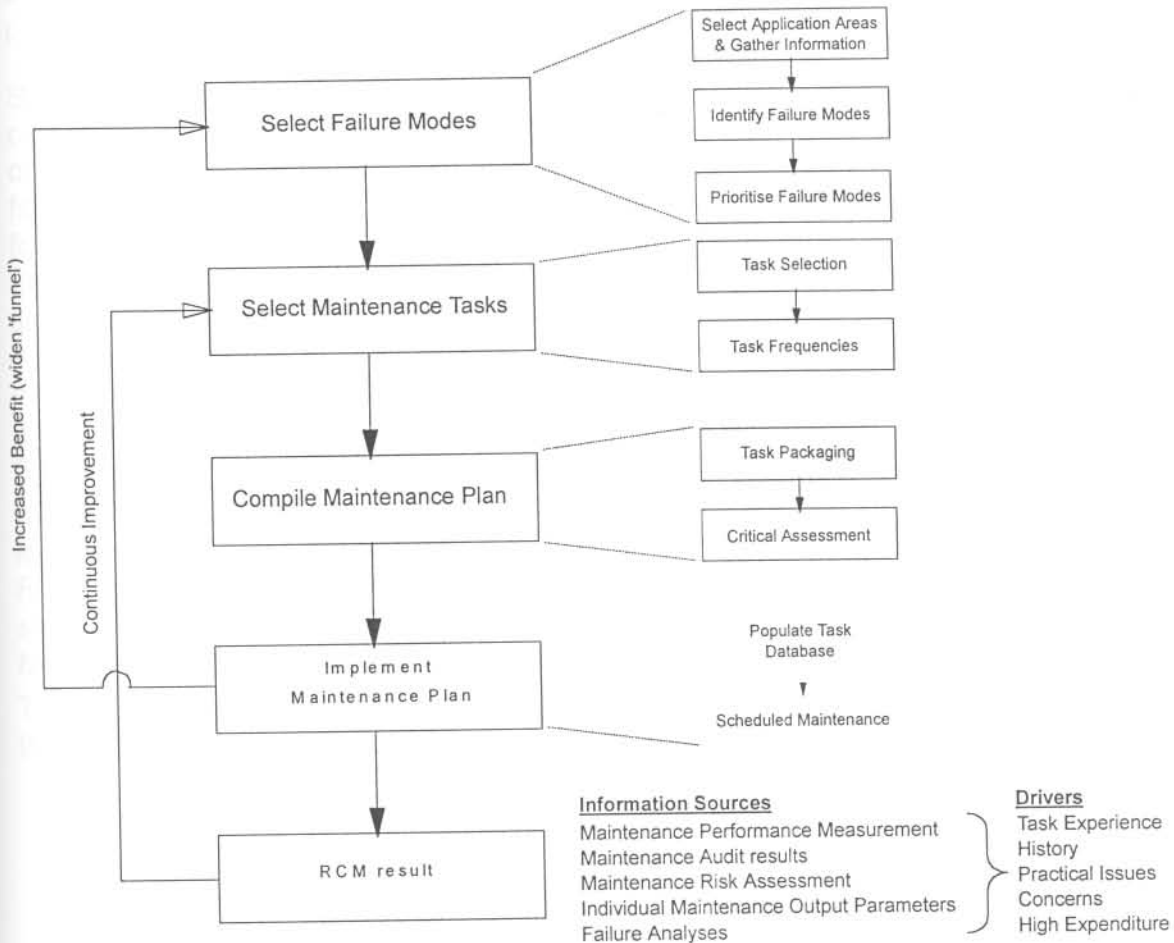 Select Application Areas
& Gather Information
Select Failure Modes
Identify Failure Modes
Prioritise Failure Modes
Select Maintenance Tasks
Task Selection
Task Frequencies
Compile Maintenance Plan
Task Packaging
Critical Assessment
Implement
Maintenance Plan
Populate Task
Database
Scheduled Maintenance
RCM result
Increased Benefit (widen 'funnel')
Continuous Improvement
Information Sources
Maintenance Performance Measurement
Maintenance Audit results
Maintenance Risk Assessment
Individual Maintenance Output Parameters
Failure Analyses
Drivers
Task Experience
History
Practical Issues
Concerns
High Expenditure